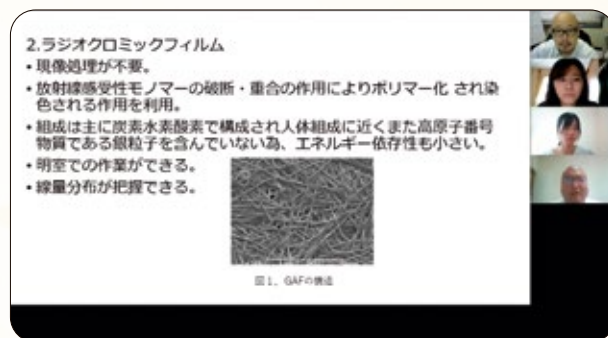 2.ラジオクロミックフィルム
• 現像処理が不要。
• 放射線感受性モノマーの破断・重合の作用によりポリマー化 され染
色される作用を利用。
• 組成は主に炭素水素酸素で構成され人体組成に近くまた高原子番号
物質である銀粒子を含んでいない為、エネルギー依存性も小さい。
• 明室での作業ができる。
• 線量分布が把握できる。
図1、GAFの構造